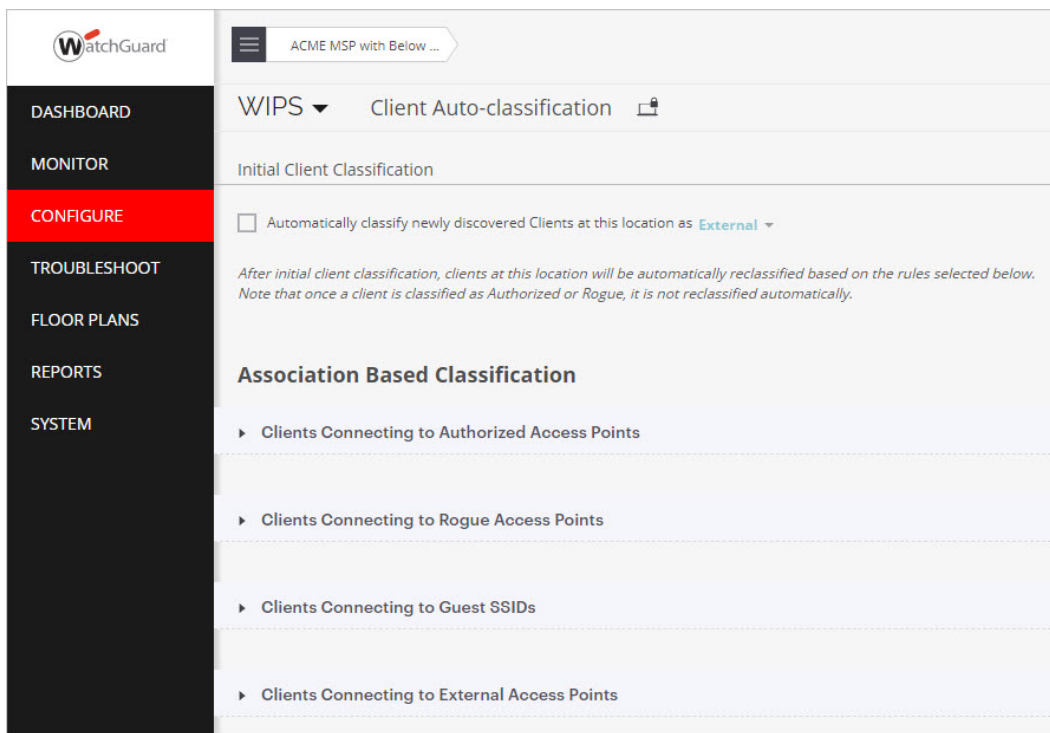 WatchGuard
ACME MSP with Below ...
DASHBOARD
MONITOR
CONFIGURE
TROUBLESHOOT
FLOOR PLANS
REPORTS
SYSTEM
WIPS Client Auto-classification
Initial Client Classification
Automatically classify newly discovered Clients at this location as External
After initial client classification, clients at this location will be automatically reclassified based on the rules selected below.
Note that once a client is classified as Authorized or Rogue, it is not reclassified automatically.
Association Based Classification
Clients Connecting to Authorized Access Points
Clients Connecting to Rogue Access Points
Clients Connecting to Guest SSIDs
Clients Connecting to External Access Points